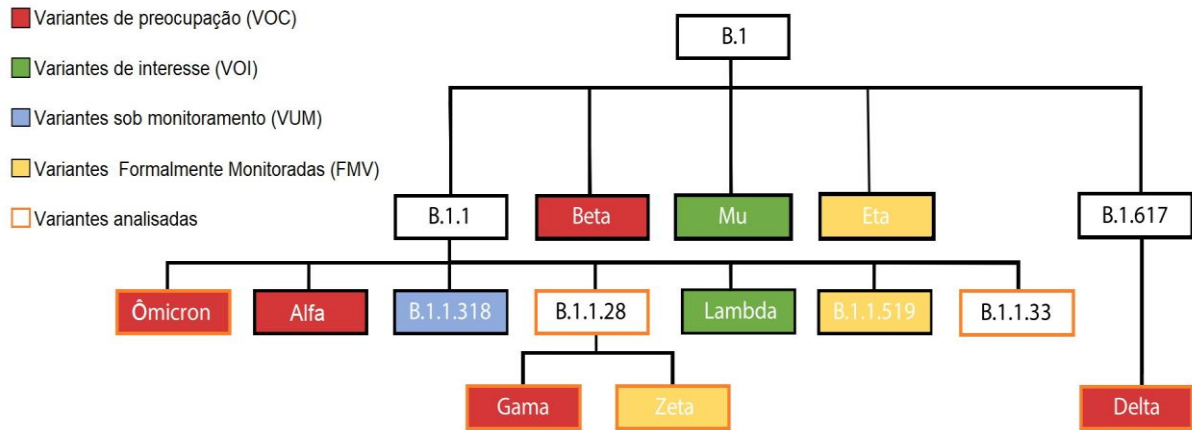 Variantes de preocupação (VOC)
Variantes de interesse (VOI)
Variantes sob monitoramento (VUM)
Variantes Formalmente Monitoradas (FMV)
Variantes analisadas
B.1
B.1.1
Beta
Mu
Eta
B.1.617
Ômicron
Alfa
B.1.1.318
B.1.1.28
Lambda
B.1.1.519
B.1.1.33
Gama
Zeta
Delta